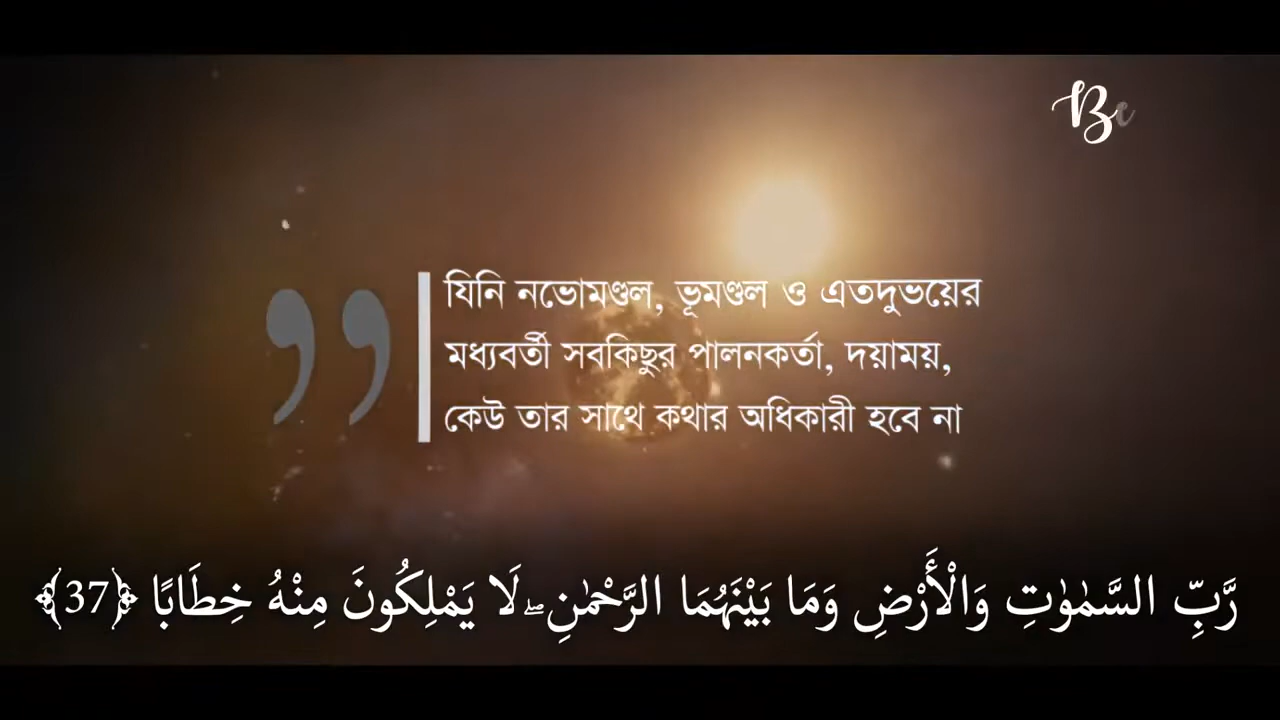 Be
যিনি নভোমণ্ডল, ভূমণ্ডল ও এতদুভয়ের
মধ্যবর্তী সবকিছুর পালনকর্তা, দয়াময়,
কেউ তার সাথে কথার অধিকারী হবে না
رَّبِّ السَّمٰوٰتِ وَالْأَرْضِ وَمَا بَيْنَهُمَا الرَّحْمٰنِ ۖ لَا يَمْلِكُونَ مِنْهُ خِطَابًا ﴿37﴾